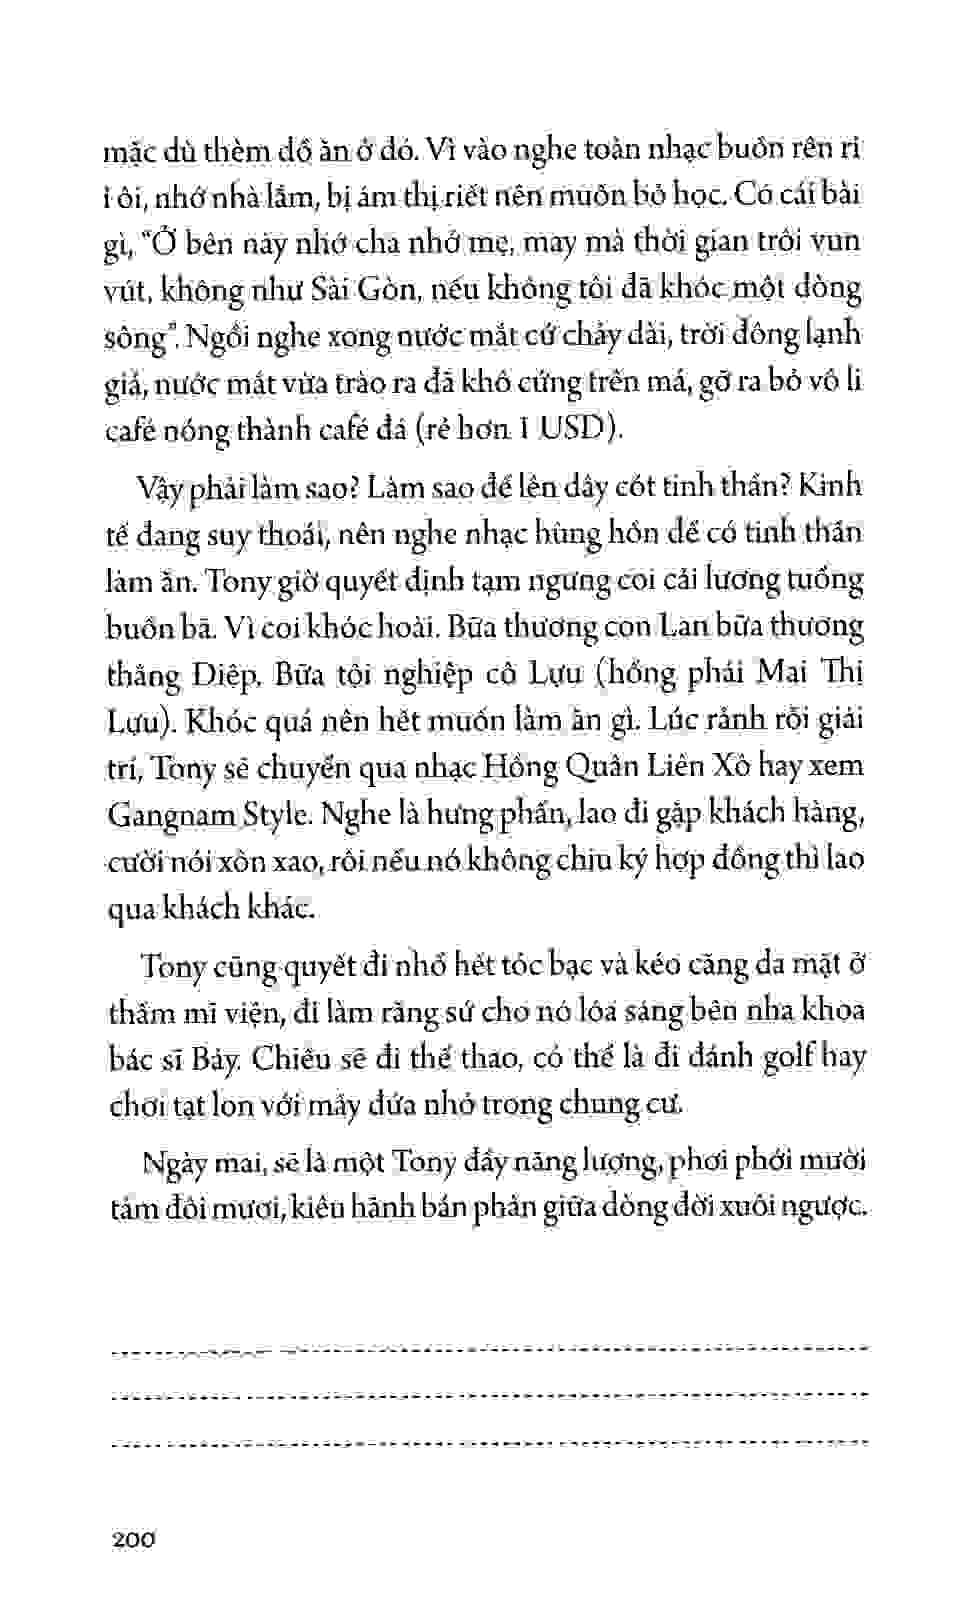 mặc dù thèm đồ ăn ở đó. Vì vào nghe toàn nhạc buồn rên rỉ
ỉ ôi, nhớ nhà lắm, bị ám thị riết nên muốn bỏ học. Có cái bài
gì, “Ở bên này nhớ cha nhớ mẹ, may mà thời gian trôi vun
vút, không như Sài Gòn, nếu không tôi đã khóc một dòng
sông”. Ngồi nghe xong nước mắt cứ chảy dài, trời đông lạnh
giá, nước mắt vừa trào ra đã khô cứng trên má, gỡ ra bỏ vô li
café nóng thành café đá (rẻ hơn 1 USD).
Vậy phải làm sao? Làm sao để lên dây cót tinh thần? Kinh
tế đang suy thoái, nên nghe nhạc hùng hồn để có tinh thần
làm ăn. Tony giờ quyết định tạm ngưng coi cải lương tuồng
buồn bã. Vì coi khóc hoài. Bữa thương con Lan bữa thương
thằng Điệp. Bữa tội nghiệp cô Lựu (hổng phải Mai Thị
Lựu). Khóc quá nên hết muốn làm ăn gì. Lúc rảnh rỗi giải
trí, Tony sẽ chuyển qua nhạc Hồng Quân Liên Xô hay xem
Gangnam Style. Nghe là hưng phấn, lao đi gặp khách hàng,
cười nói xôn xao, rồi nếu nó không chịu ký hợp đồng thì lao
qua khách khác.
Tony cũng quyết đi nhổ hết tóc bạc và kéo căng da mặt ở
thẩm mĩ viện, đi làm răng sứ cho nó lóa sáng bên nha khoa
bác sĩ Bảy. Chiều sẽ đi thể thao, có thể là đi đánh golf hay
chơi tạt lon với mấy đứa nhỏ trong chung cư.
Ngày mai, sẽ là một Tony đầy năng lượng, phơi phới mười
tám đôi mươi, kiêu hãnh bán phân giữa dòng đời xuôi ngược.
200